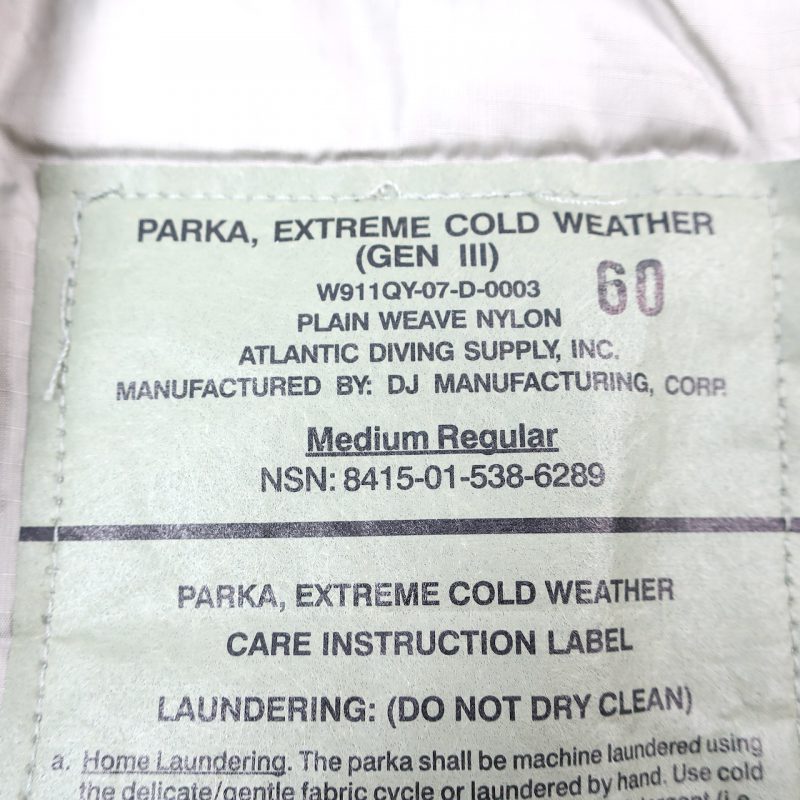 PARKA, EXTREME COLD WEATHER
(GEN III)
60
W911QY-07-D-0003
PLAIN WEAVE NYLON
ATLANTIC DIVING SUPPLY, INC.
MANUFACTURED BY: DJ MANUFACTURING, CORP.
Medium Regular
NSN: 8415-01-538-6289
PARKA, EXTREME COLD WEATHER
CARE INSTRUCTION LABEL
LAUNDERING: (DO NOT DRY CLEAN)
a. Home Laundering. The parka shall be machine laundered using
the delicate/gentle fabric cycle or laundered by hand. Use cold